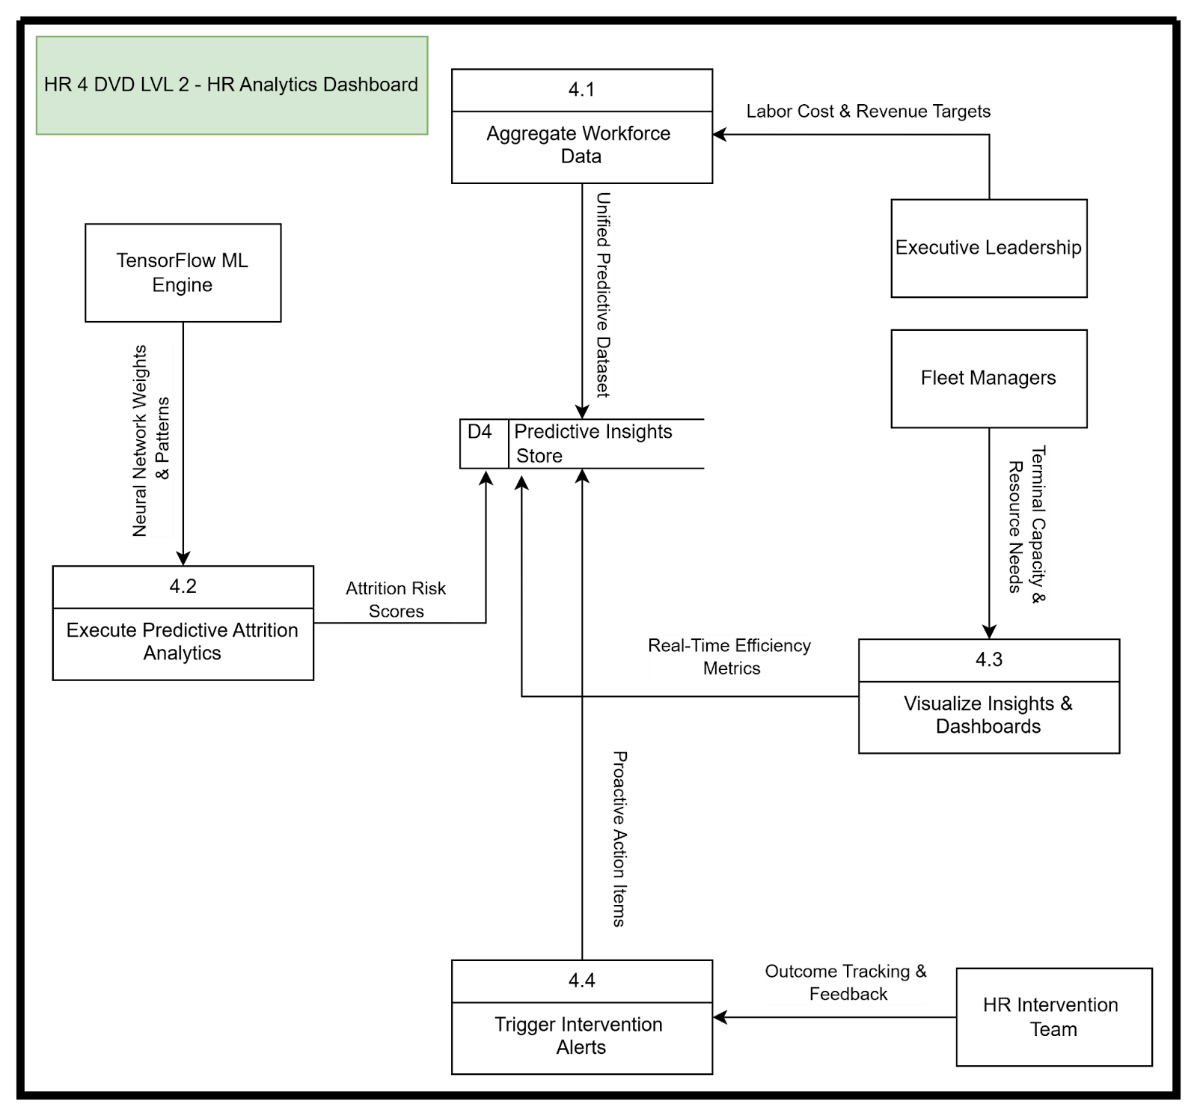 HR 4 DVD LVL 2 - HR Analytics Dashboard
4.1
Aggregate Workforce
Data
Labor Cost & Revenue Targets
Executive Leadership
Unified Predictive Dataset
TensorFlow ML
Engine
Fleet Managers
Neural Network Weights
& Patterns
D4
Predictive Insights
Store
Terminal Capacity &
Resource Needs
4.2
Execute Predictive Attrition
Analytics
Attrition Risk
Scores
Real-Time Efficiency
Metrics
4.3
Visualize Insights &
Dashboards
Proactive Action Items
4.4
Trigger Intervention
Alerts
Outcome Tracking &
Feedback
HR Intervention
Team